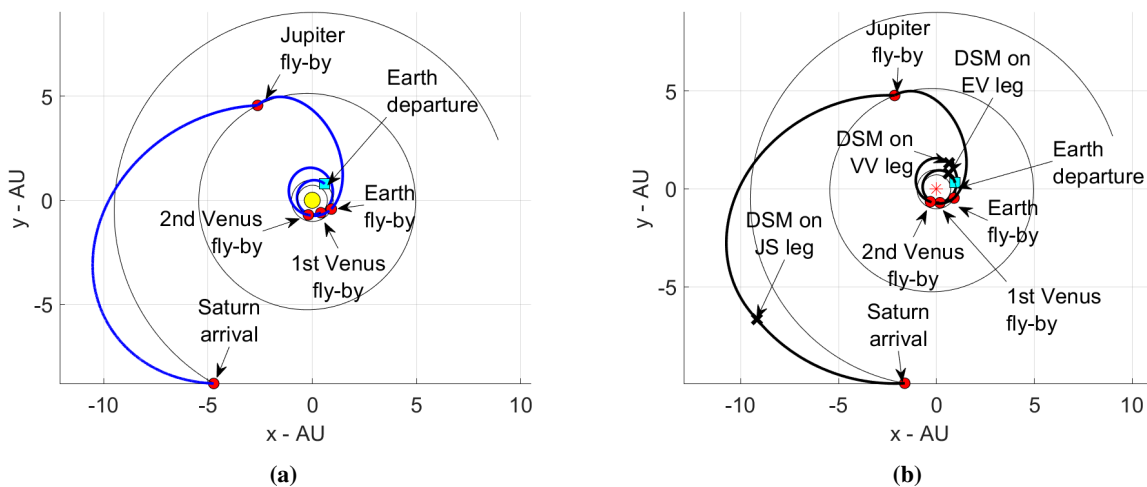 Jupiter
fly-by
Earth
departure
5
0
-5
y - AU
2nd Venus
fly-by
Earth
fly-by
1st Venus
fly-by
Saturn
arrival
-10
-5
0
5
10
x - AU
(a)
Jupiter
fly-by
DSM on
EV leg
DSM on
VV leg
Earth
departure
5
0
-5
y - AU
DSM on
JS leg
Earth
fly-by
2nd Venus
fly-by
1st Venus
fly-by
Saturn
arrival
-10
-5
0
5
10
x - AU
(b)